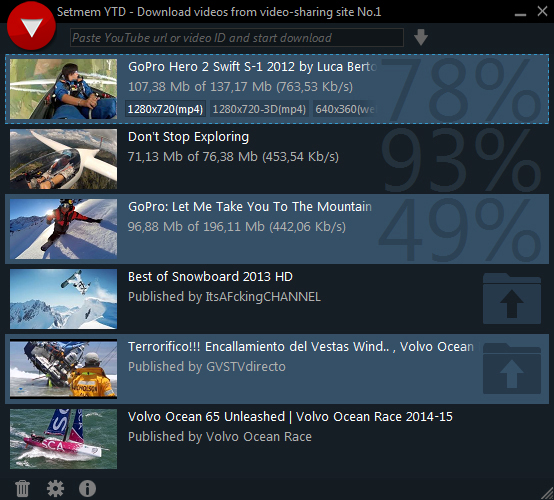 Setmem YTD - Download videos from video-sharing site No.1
Paste YouTube url or video ID and start download
GoPro Hero 2 Swift S-1 2012 by Luca Berto
107,38 Mb of 137,17 Mb (763,53 Kb/s)
78%
1280x720(mp4) 1280x720-3D(mp4) 640x360(we
Don't Stop Exploring
71,13 Mb of 76,38 Mb (453,54 Kb/s)
93%
GoPro: Let Me Take You To The Mountain
96,88 Mb of 196,11 Mb (442,06 Kb/s)
49%
Best of Snowboard 2013 HD
Published by ItsAFckingCHANNEL
Terrorifico!!! Encallamiento del Vestas Wind.. , Volvo Ocean
Published by GVSTVdirecto
Volvo Ocean 65 Unleashed | Volvo Ocean Race 2014-15
Published by Volvo Ocean Race
SCA